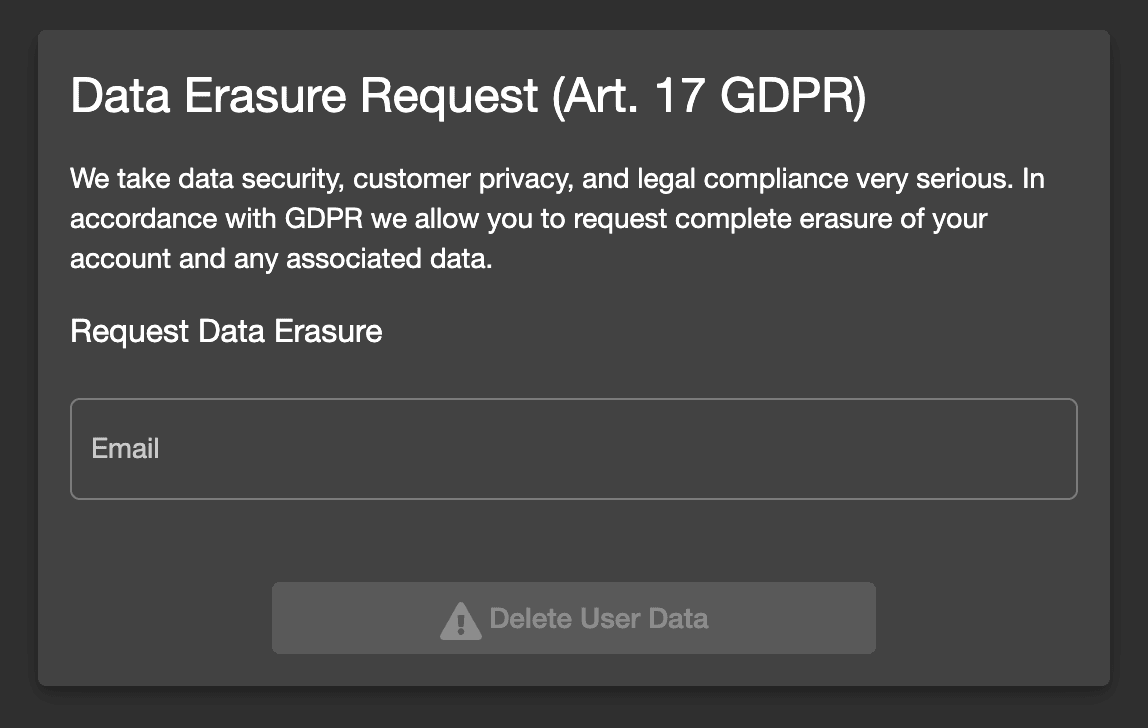 Data Erasure Request (Art. 17 GDPR)
We take data security, customer privacy, and legal compliance very serious. In
accordance with GDPR we allow you to request complete erasure of your
account and any associated data.
Request Data Erasure
Email
Delete User Data